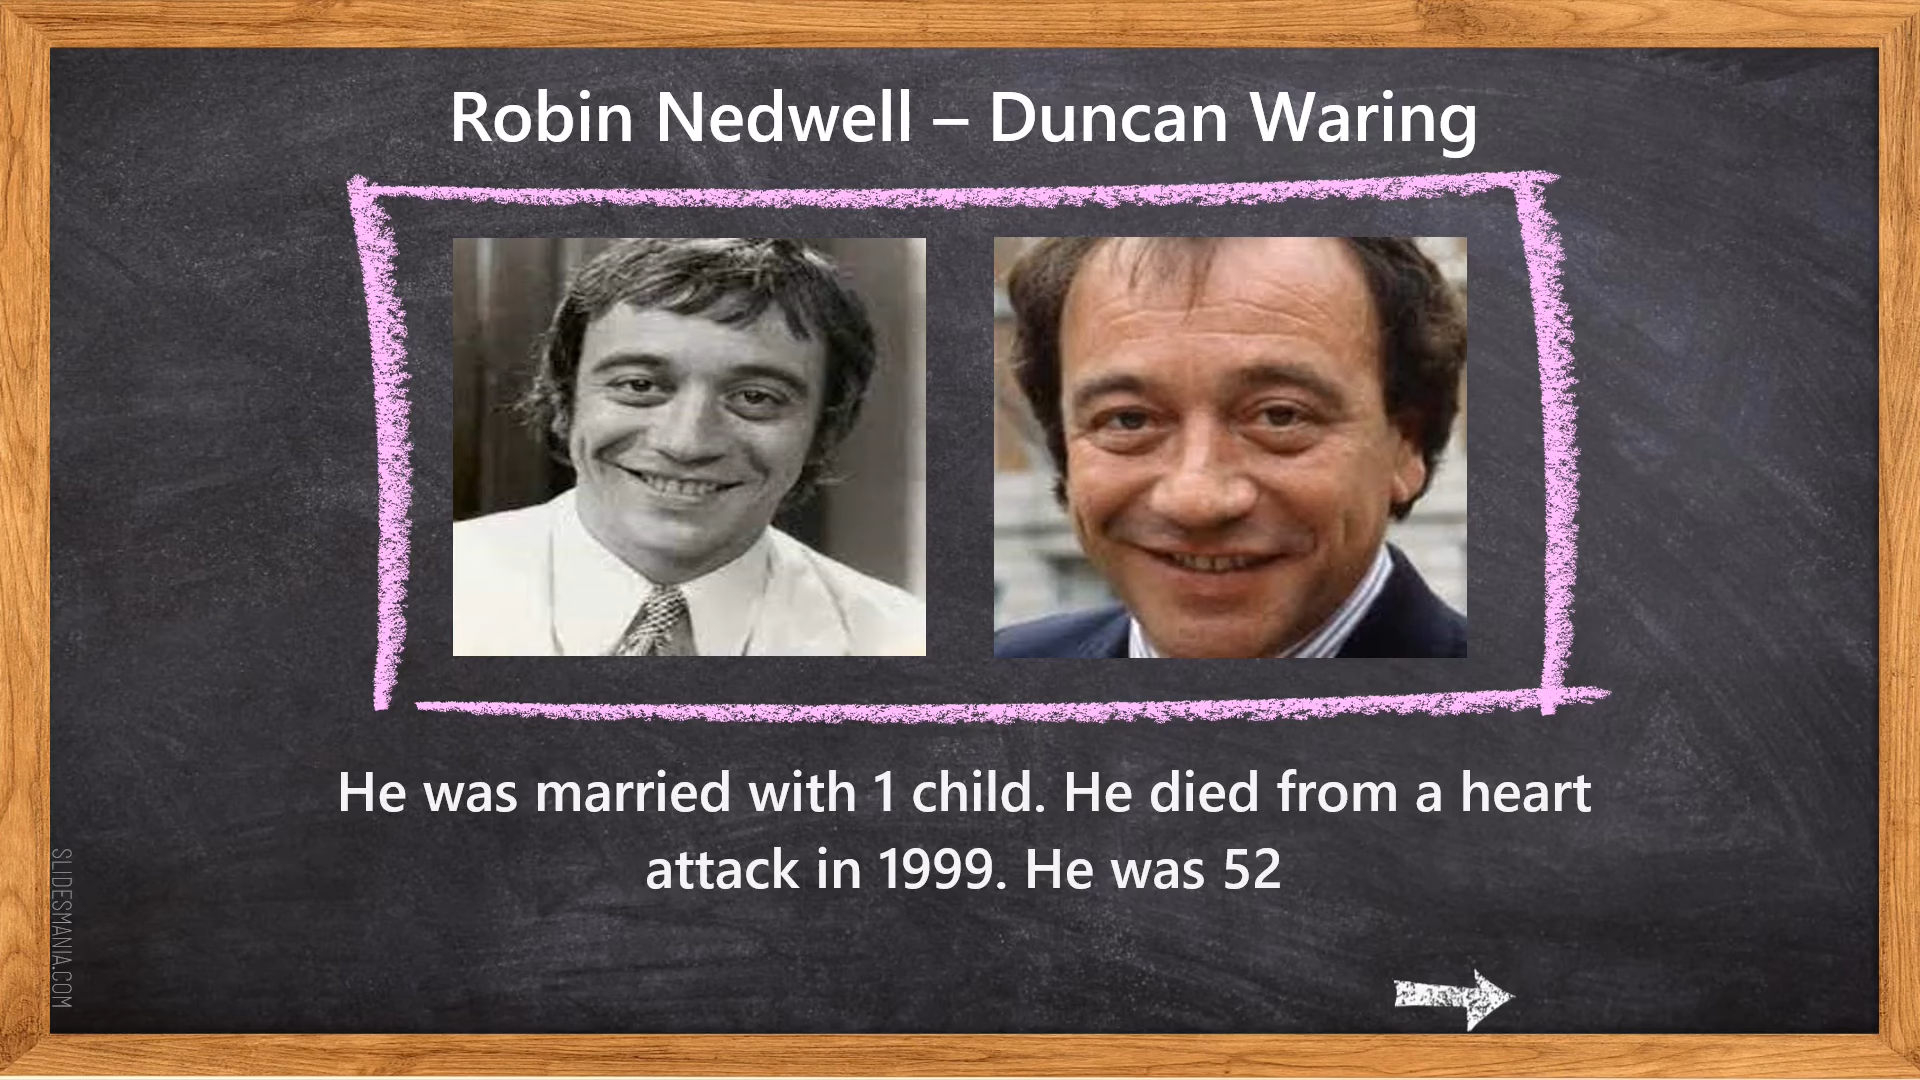 Robin Nedwell – Duncan Waring
He was married with 1 child. He died from a heart
attack in 1999. He was 52
SLIDESMANIA.COM